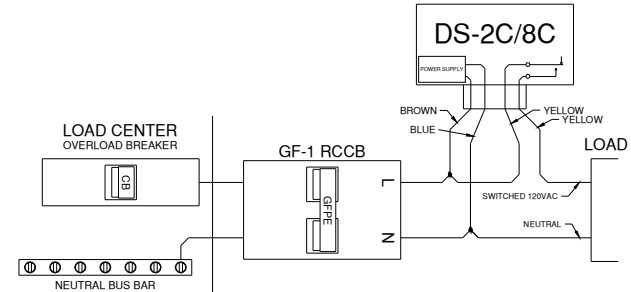 DS-2C/8C
POWER SUPPLY
BROWN
BLUE
YELLOW
YELLOW
LOAD CENTER
OVERLOAD BREAKER
CB
GF-1 RCCB
L
GFPE
N
LOAD
SWITCHED 120VAC
NEUTRAL
NEUTRAL BUS BAR